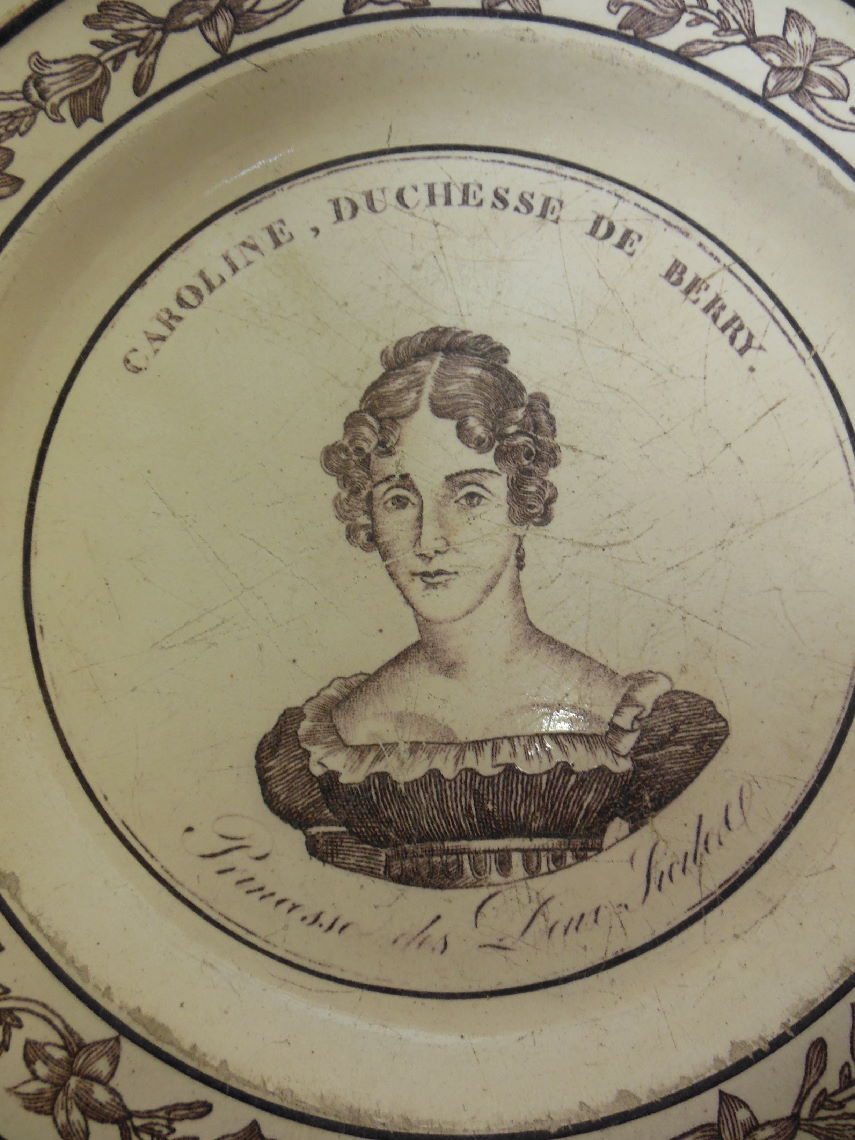 CAROLINE, DUCHESSE DE BERRY.
Princesse des Deux Siciles